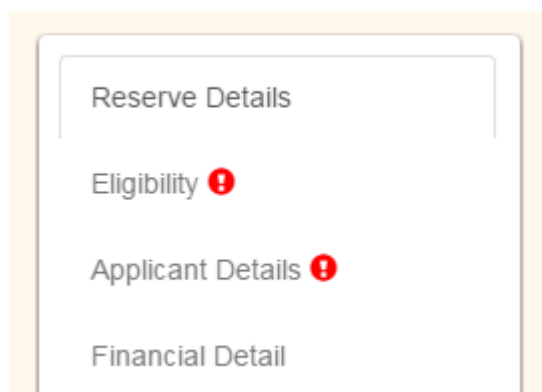 Reserve Details
Eligibility
Applicant Details
Financial Detail